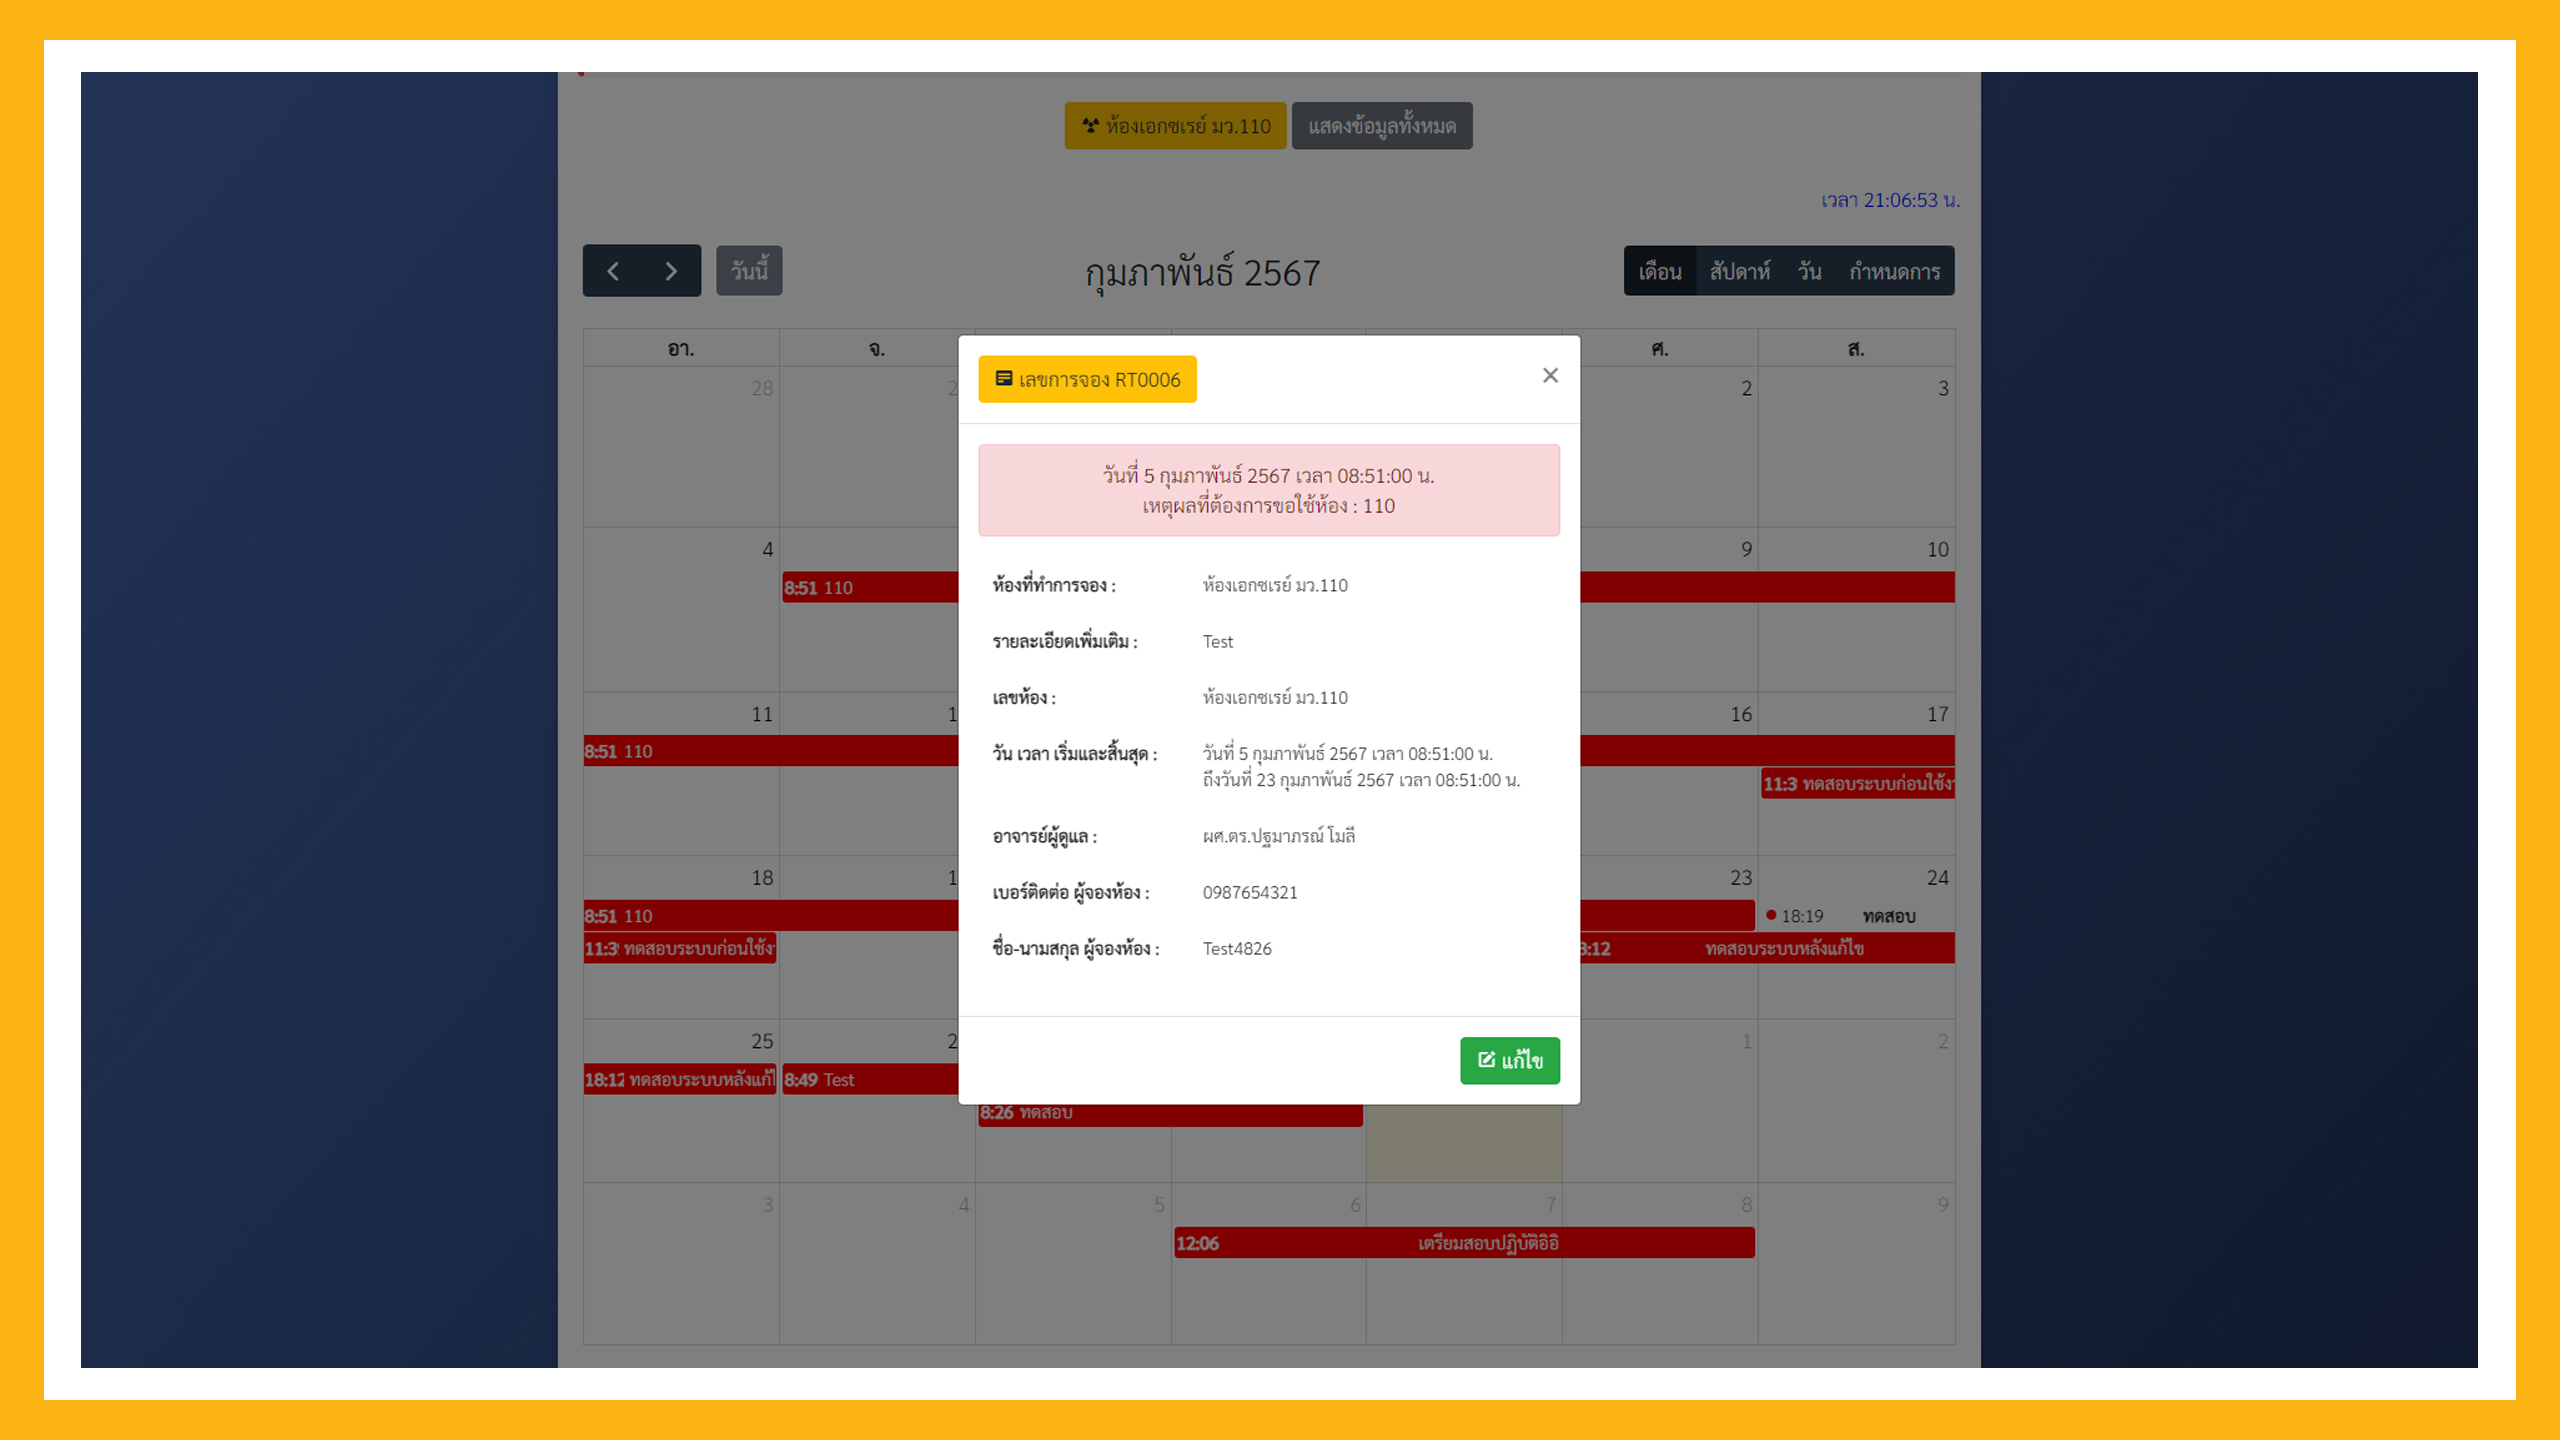 ห้องเอกซเรย์ มว.110 แสดงข้อมูลทั้งหมด
เวลา 21:06:53 น.
วันนี้ กุมภาพันธ์ 2567 เดือน สัปดาห์ วัน กำหนดการ
อา. จ. ศ. ส.
28 2 2 3
เลขการจอง RT0006
วันที่ 5 กุมภาพันธ์ 2567 เวลา 08:51:00 น.
เหตุผลที่ต้องการขอใช้ห้อง : 110
4 9 10
8:51 110
ห้องที่ทำการจอง : ห้องเอกซเรย์ มว.110
รายละเอียดเพิ่มเติม : Test
เลขห้อง : ห้องเอกซเรย์ มว.110
11 1 16 17
8:51 110
วัน เวลา เริ่มและสิ้นสุด : วันที่ 5 กุมภาพันธ์ 2567 เวลา 08:51:00 น.
ถึงวันที่ 23 กุมภาพันธ์ 2567 เวลา 08:51:00 น.
11:3 ทดสอบระบบก่อนใช้ง
อาจารย์ผู้ดูแล : ผศ.ดร.ปฐมาภรณ์ โมลี
18 1 23 24
เบอร์ติดต่อ ผู้จองห้อง : 0987654321
8:51 110
18:19 ทดสอบ
11:3 ทดสอบระบบก่อนใช้ง
ชื่อ-นามสกุล ผู้จองห้อง : Test4826
8:12 ทดสอบระบบหลังแก้ไข
25 2 1 2
แก้ไข
18:12 ทดสอบระบบหลังแก้ไ 8:49 Test
8:26 ทดสอบ
3 4 5 6 7 8 9
12:06 เตรียมสอบปฏิบัติอิอิ